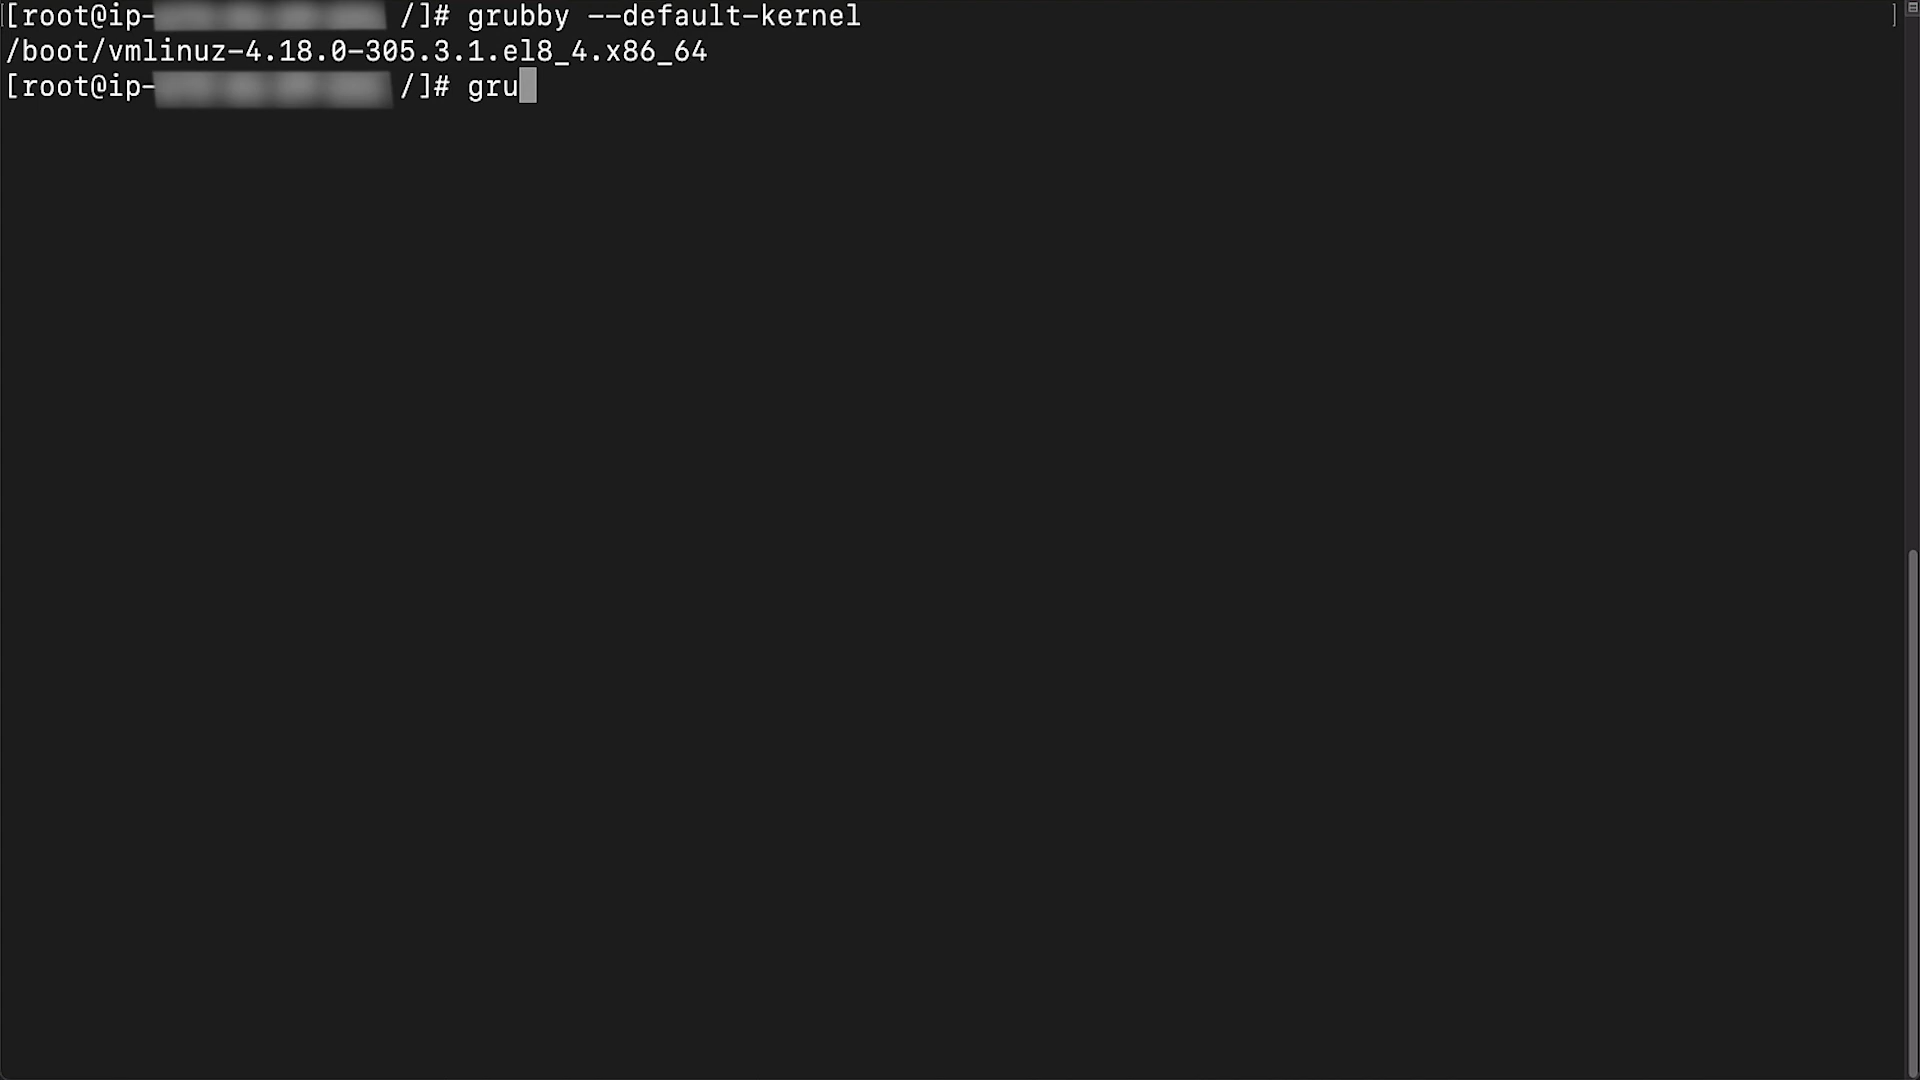 [root@ip- /]# grubby --default-kernel
/boot/vmlinuz-4.18.0-305.3.1.el8_4.x86_64
[root@ip- /]# gru